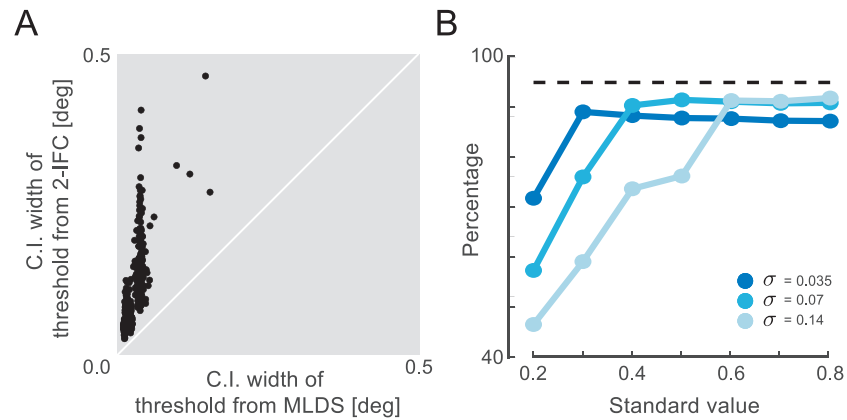 A
0.5
C.I. width of
threshold from 2-IFC [deg]
0.0
0.5
C.I. width of
threshold from MLDS [deg]
B
100
Percentage
40
σ = 0.035
σ = 0.07
σ = 0.14
0.2
0.4
0.6
0.8
Standard value